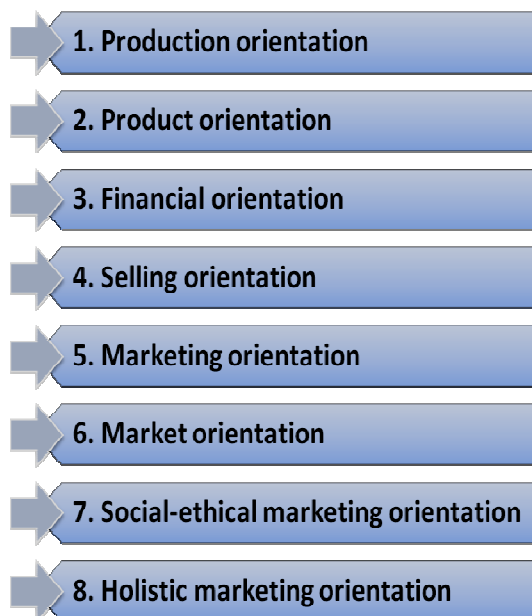 1. Production orientation
2. Product orientation
3. Financial orientation
4. Selling orientation
5. Marketing orientation
6. Market orientation
7. Social-ethical marketing orientation
8. Holistic marketing orientation